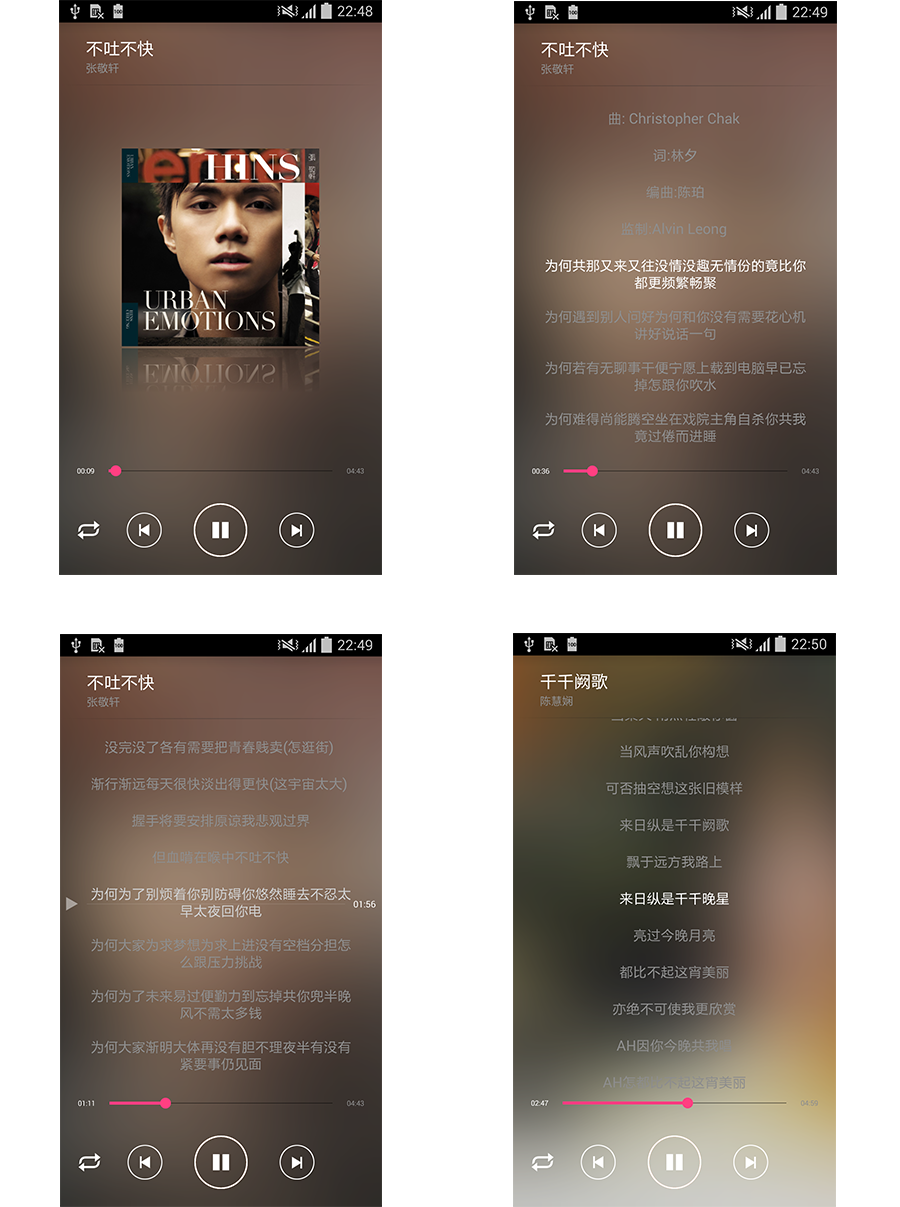 22:48
不吐不快
张敬轩
HINS
張敬軒
URBAN
EMOTIONS
00:09
04:43
22:49
不吐不快
张敬轩
曲: Christopher Chak
词:林夕
编曲:陈珀
监制:Alvin Leong
为何共那又来又往没情没趣无情份的竟比你
都更频繁畅聚
为何遇到别人问好为何和你没有需要花心机
讲好说话一句
为何若有无聊事干便宁愿上载到电脑早已忘
掉怎跟你吹水
为何难得尚能腾空坐在戏院主角自杀你共我
竟过倦而进睡
00:36
04:43
22:49
不吐不快
张敬轩
没完没了各有需要把青春贱卖(怎逛街)
渐行渐远每天很快淡出得更快(这宇宙太大)
握手将要安排原谅我悲观过界
但血啃在喉中不吐不快
为何为了别烦着你别防碍你悠然睡去不忍太
早太夜回你电
01:56
为何大家为求梦想为求上进没有空档分担怎
么跟压力挑战
为何为了未来易过便勤力到忘掉共你兜半晚
风不需太多钱
为何大家渐明大体再没有胆不理夜半有没有
紧要事仍见面
01:11
04:43
22:50
千千阙歌
陈慧娴
当风声吹乱你构想
可否抽空想这张旧模样
来日纵是千千阙歌
飘于远方我路上
来日纵是千千晚星
亮过今晚月亮
都比不起这宵美丽
亦绝不可使我更欣赏
AH因你今晚共我唱
AH怎都比不起这宵美丽
02:47
04:59